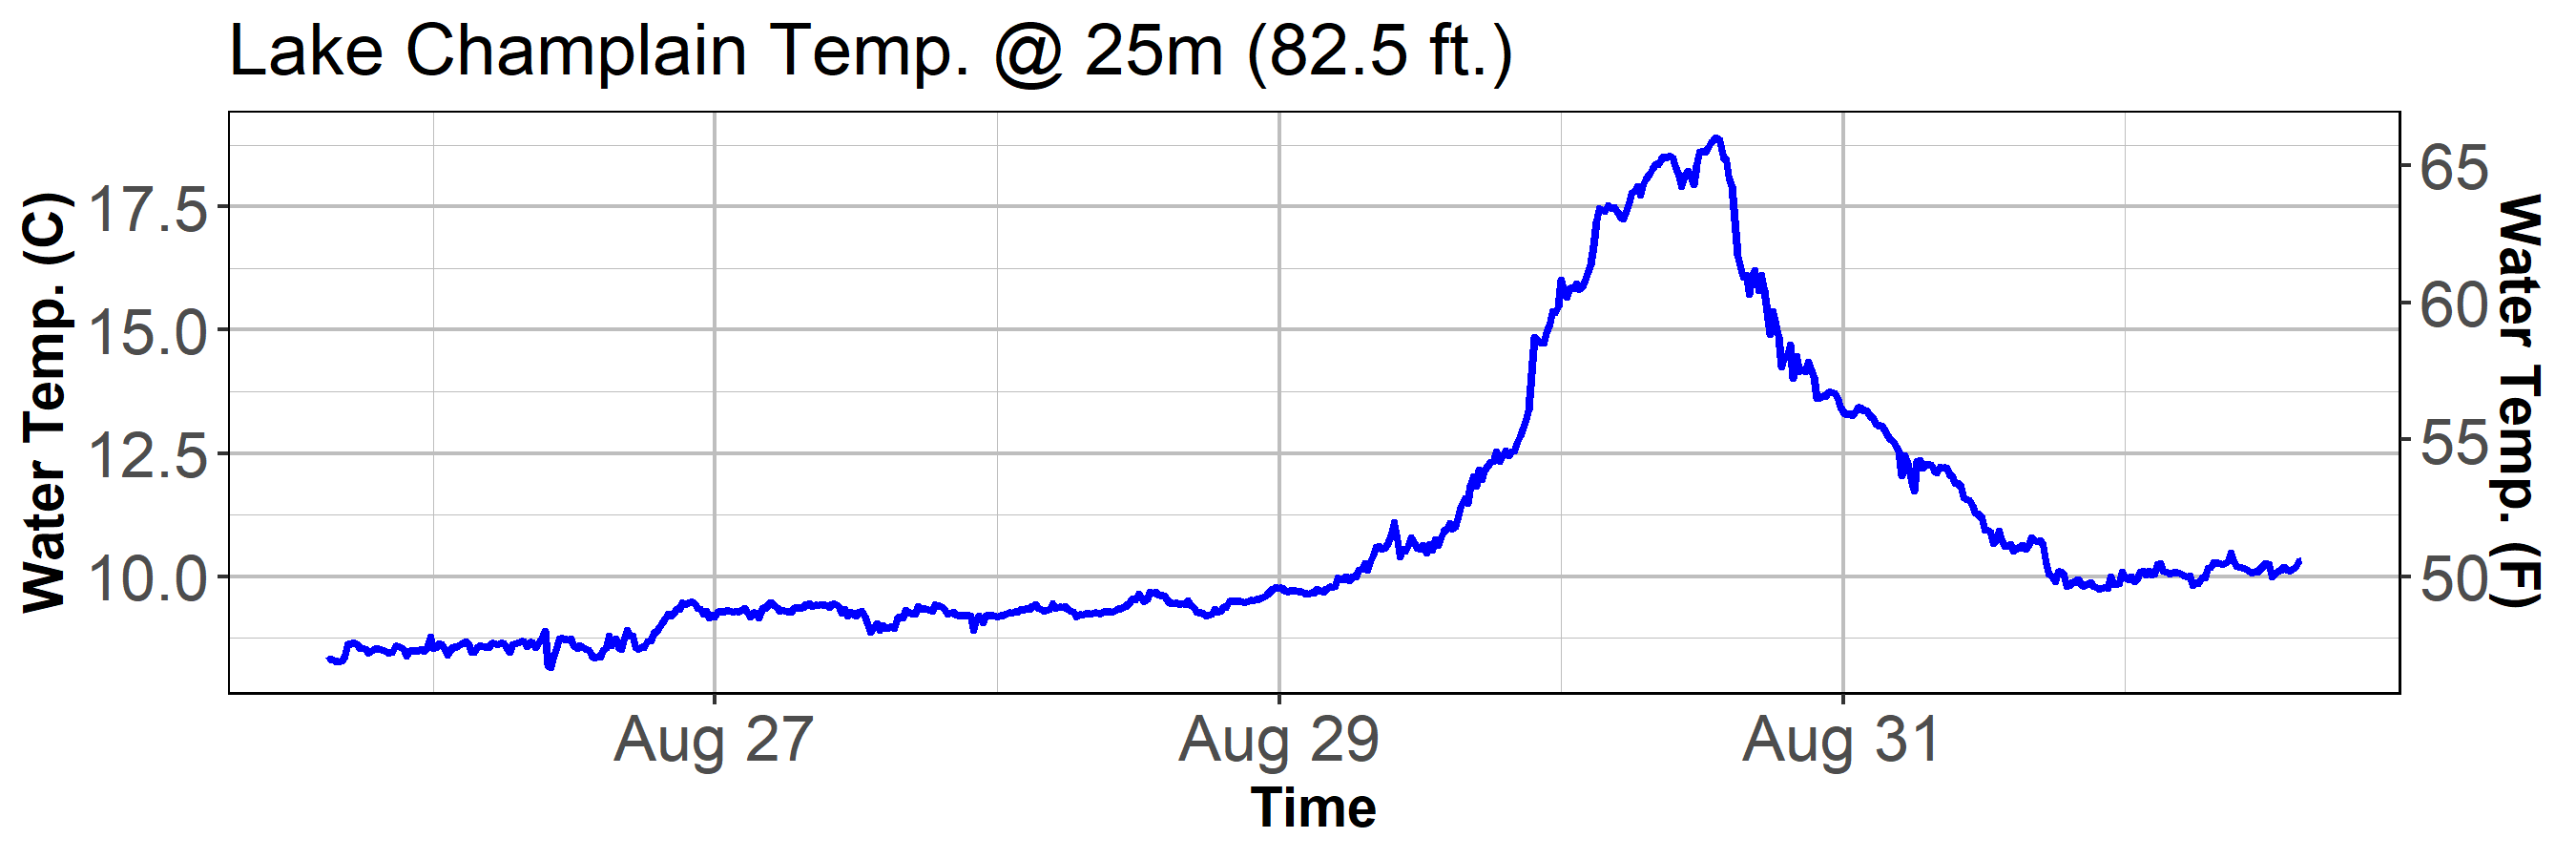 Lake Champlain Temp. @ 25m (82.5 ft.)
Water Temp. (C)
17.5
15.0
12.5
10.0
65
60
55
50
Water Temp. (F)
Aug 27 Aug 29 Aug 31
Time